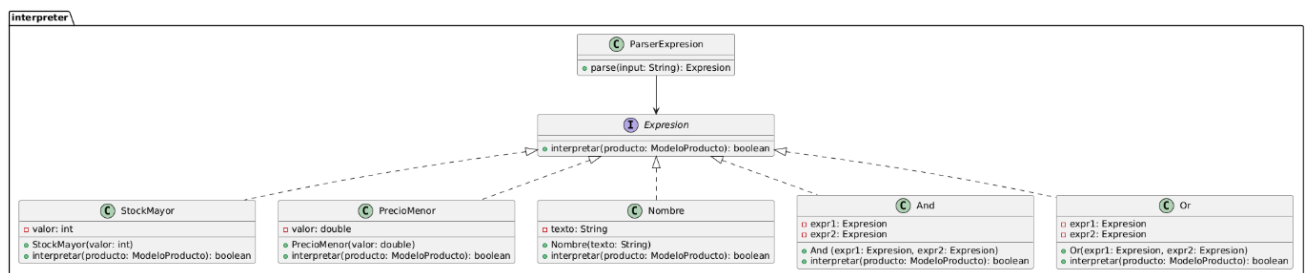 interpreter
C ParserExpresion
parse(input: String): Expresion
I Expresion
interpretar(producto: ModeloProducto): boolean
C StockMayor
valor: int
StockMayor(valor: int)
interpretar(producto: ModeloProducto): boolean
C PrecioMenor
valor: double
PrecioMenor(valor: double)
interpretar(producto: ModeloProducto): boolean
C Nombre
texto: String
Nombre(texto: String)
interpretar(producto: ModeloProducto): boolean
C And
expr1: Expresion
expr2: Expresion
And (expr1: Expresion, expr2: Expresion)
interpretar(producto: ModeloProducto): boolean
C Or
expr1: Expresion
expr2: Expresion
Or(expr1: Expresion, expr2: Expresion)
interpretar(producto: ModeloProducto): boolean